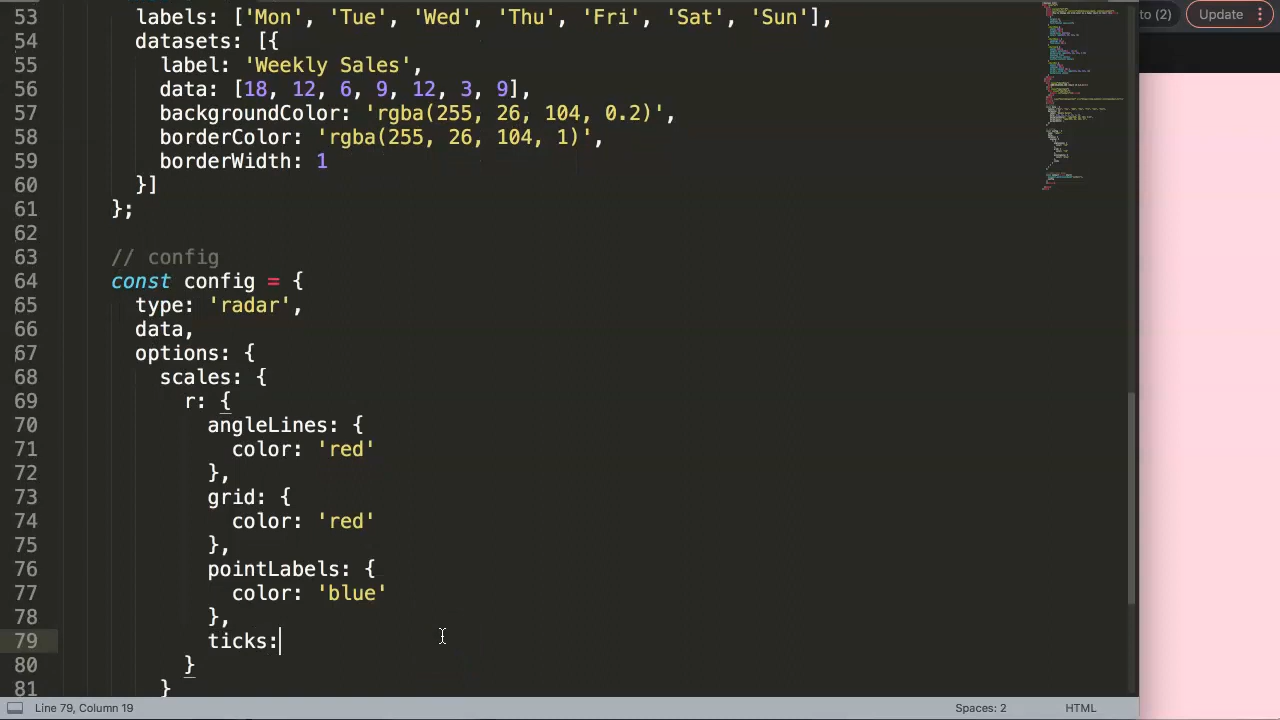 to (2) Update
53 labels: ['Mon', 'Tue', 'Wed', 'Thu', 'Fri', 'Sat', 'Sun'],
54 datasets: [{
55 label: 'Weekly Sales',
56 data: [18, 12, 6, 9, 12, 3, 9],
57 backgroundColor: 'rgba(255, 26, 104, 0.2)',
58 borderColor: 'rgba(255, 26, 104, 1)',
59 borderWidth: 1
60 }]
61 };
62
63 // config
64 const config = {
65 type: 'radar',
66 data,
67 options: {
68 scales: {
69 r: {
70 angleLines: {
71 color: 'red'
72 },
73 grid: {
74 color: 'red'
75 },
76 pointLabels: {
77 color: 'blue'
78 },
79 ticks:
80 }
81 }
Line 79, Column 19 Spaces: 2 HTML